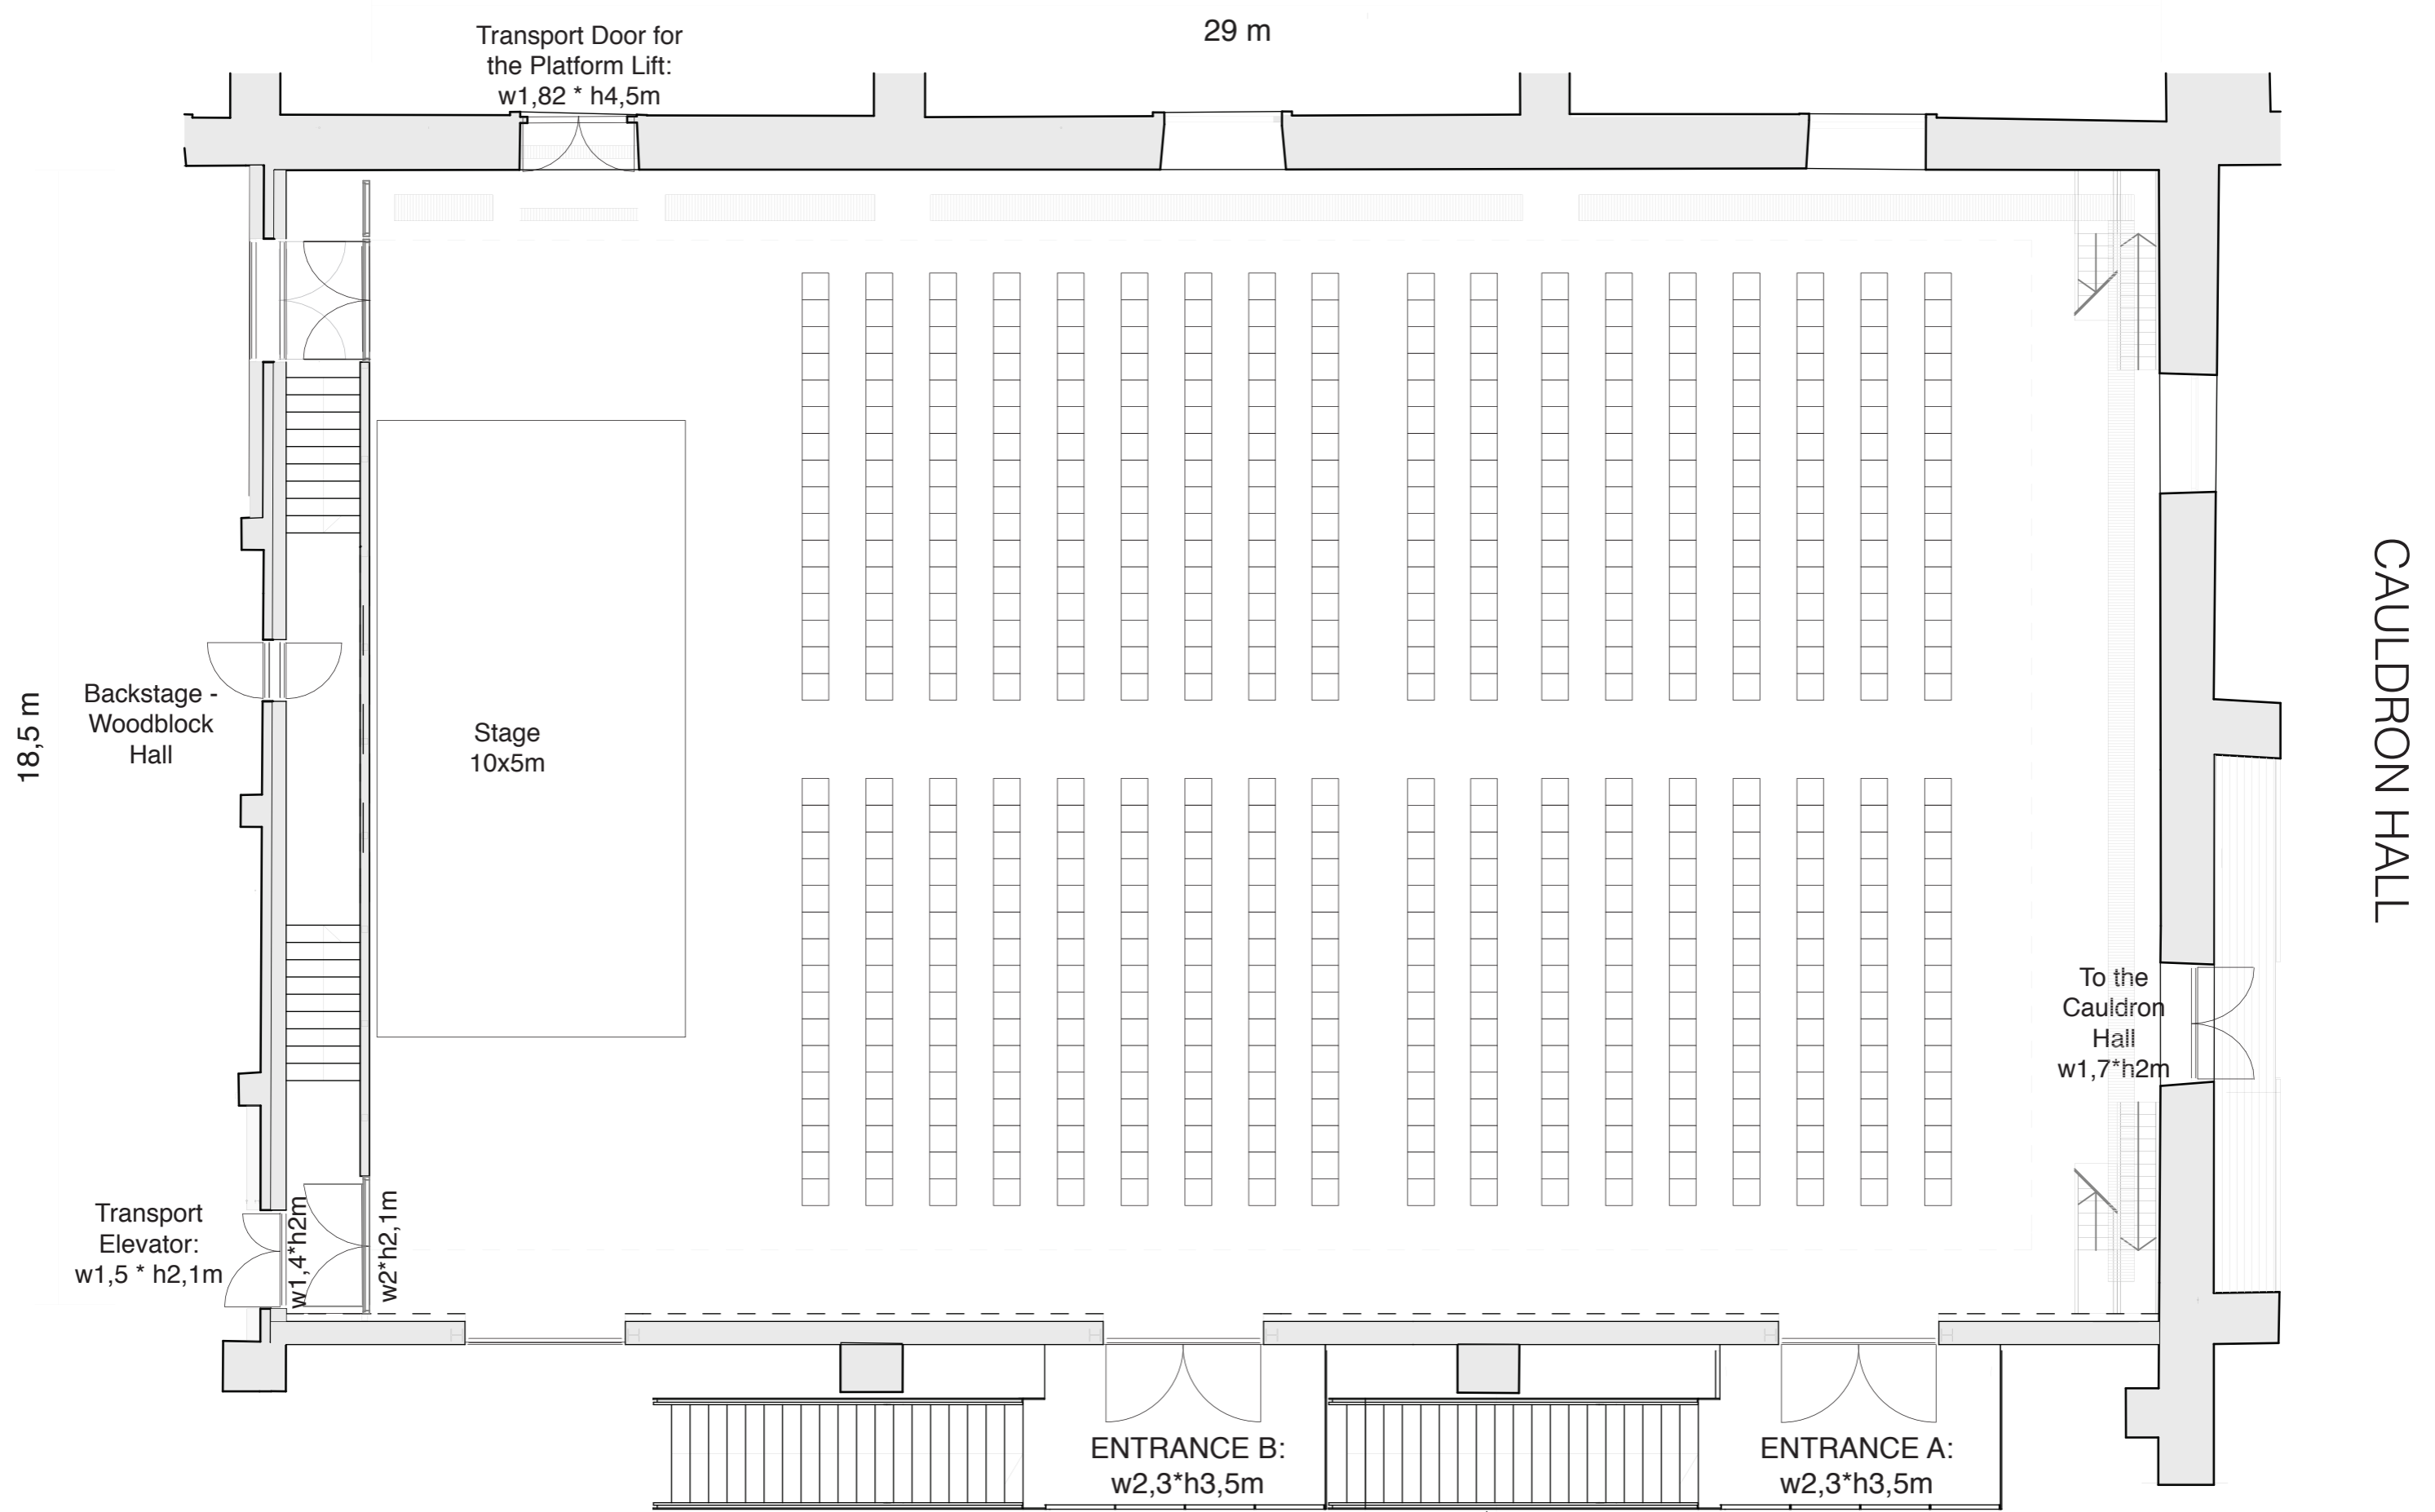 Transport Door for
the Platform Lift:
w1,82 * h4,5m
29 m
18,5 m
Backstage -
Woodblock
Hall
Stage
10x5m
CAULDRON HALL
To the
Cauldron
Hall
w1,7*h2m
Transport
Elevator:
w1,5 * h2,1m
w1,4*h2m
w2*h2,1m
ENTRANCE B:
w2,3*h3,5m
ENTRANCE A:
w2,3*h3,5m